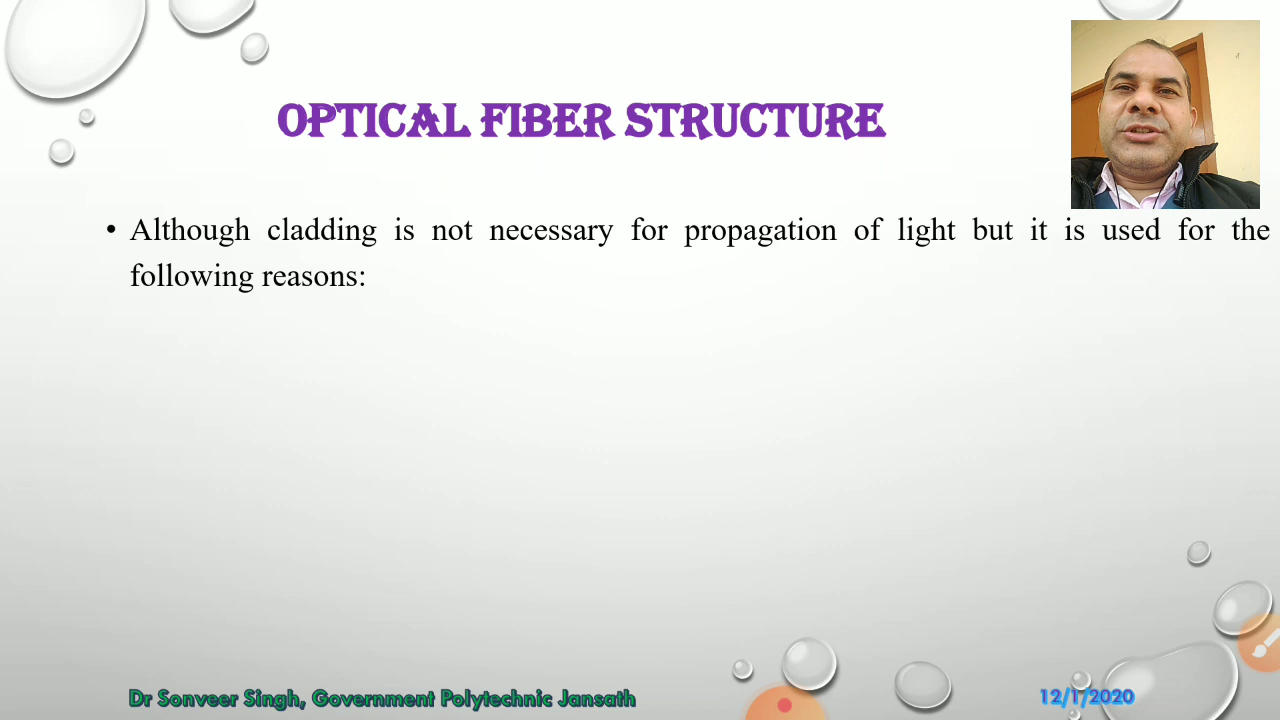 OPTICAL FIBER STRUCTURE
• Although cladding is not necessary for propagation of light but it is used for the
following reasons:
Dr Sonveer Singh, Government Polytechnic Jansath
12/1/2020